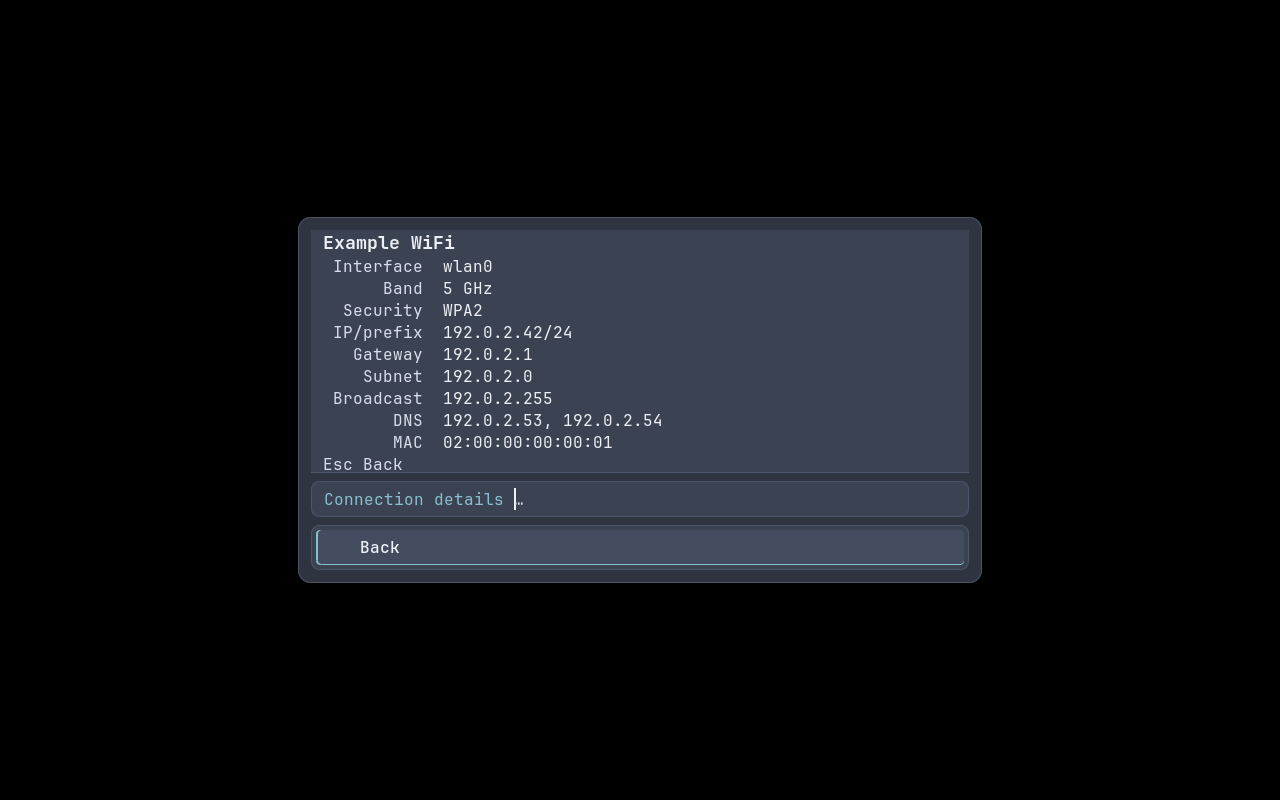 Example WiFi
Interface wlan0
Band 5 GHz
Security WPA2
IP/prefix 192.0.2.42/24
Gateway 192.0.2.1
Subnet 192.0.2.0
Broadcast 192.0.2.255
DNS 192.0.2.53, 192.0.2.54
MAC 02:00:00:00:00:01
Esc Back
Connection details …
Back